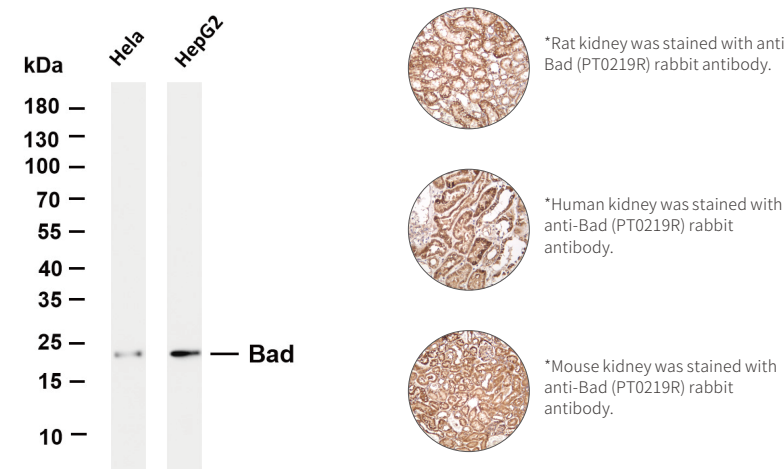 kDa
Hela
HepG2
180
130
100
70
55
40
35
25
15
10
Bad
*Rat kidney was stained with anti
Bad (PT0219R) rabbit antibody.
*Human kidney was stained with
anti-Bad (PT0219R) rabbit
antibody.
*Mouse kidney was stained with
anti-Bad (PT0219R) rabbit
antibody.